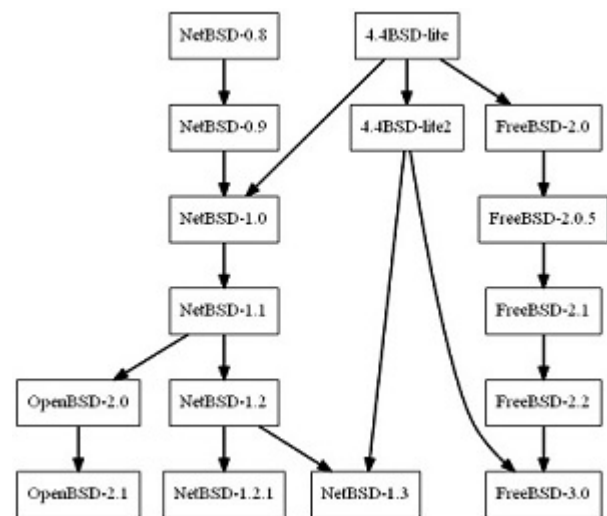 NetBSD-0.8
4.4BSD-lite
NetBSD-0.9
4.4BSD-lite2
FreeBSD-2.0
NetBSD-1.0
FreeBSD-2.0.5
NetBSD-1.1
FreeBSD-2.1
OpenBSD-2.0
NetBSD-1.2
FreeBSD-2.2
OpenBSD-2.1
NetBSD-1.2.1
NetBSD-1.3
FreeBSD-3.0